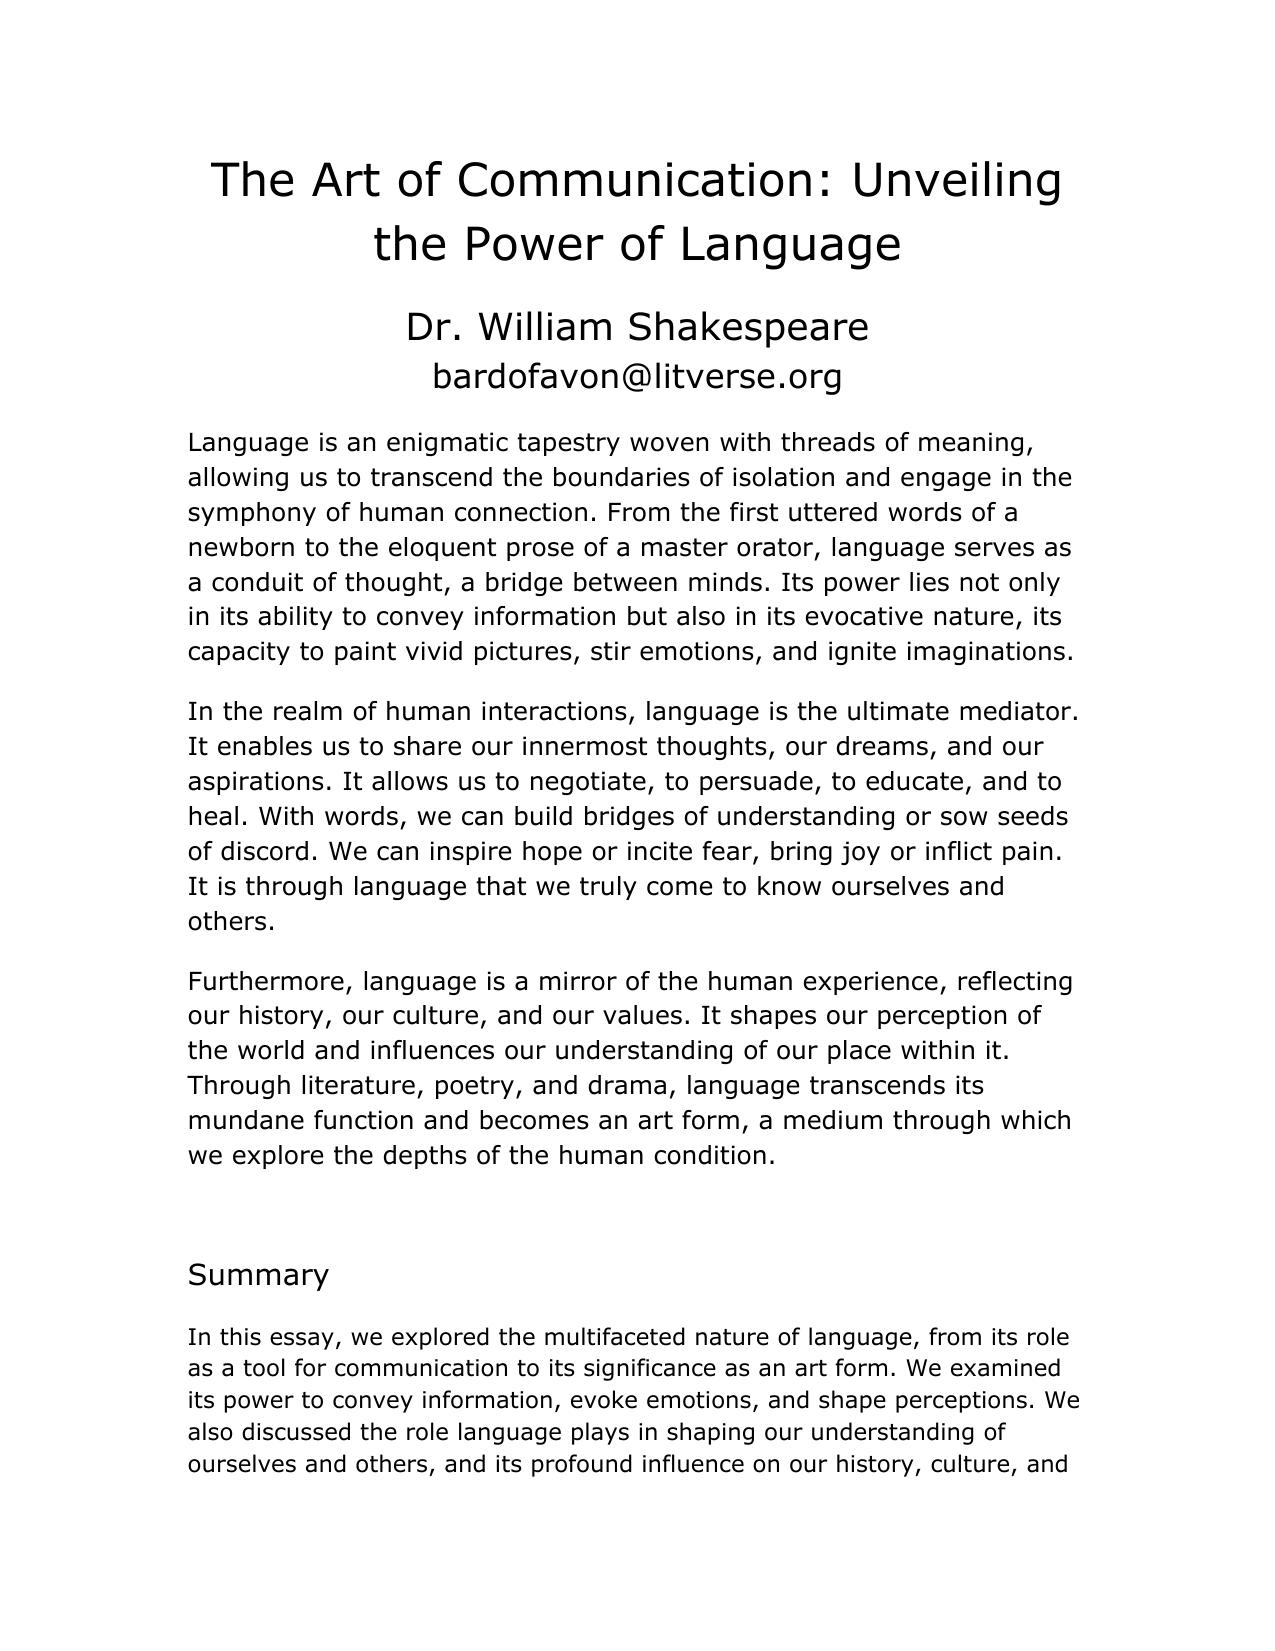 The Art of Communication: Unveiling
the Power of Language
Dr. William Shakespeare
bardofavon@litverse.org
Language is an enigmatic tapestry woven with threads of meaning,
allowing us to transcend the boundaries of isolation and engage in the
symphony of human connection. From the first uttered words of a
newborn to the eloquent prose of a master orator, language serves as
a conduit of thought, a bridge between minds. Its power lies not only
in its ability to convey information but also in its evocative nature, its
capacity to paint vivid pictures, stir emotions, and ignite imaginations.
In the realm of human interactions, language is the ultimate mediator.
It enables us to share our innermost thoughts, our dreams, and our
aspirations. It allows us to negotiate, to persuade, to educate, and to
heal. With words, we can build bridges of understanding or sow seeds
of discord. We can inspire hope or incite fear, bring joy or inflict pain.
It is through language that we truly come to know ourselves and
others.
Furthermore, language is a mirror of the human experience, reflecting
our history, our culture, and our values. It shapes our perception of
the world and influences our understanding of our place within it.
Through literature, poetry, and drama, language transcends its
mundane function and becomes an art form, a medium through which
we explore the depths of the human condition.
Summary
In this essay, we explored the multifaceted nature of language, from its role
as a tool for communication to its significance as an art form. We examined
its power to convey information, evoke emotions, and shape perceptions. We
also discussed the role language plays in shaping our understanding of
ourselves and others, and its profound influence on our history, culture, and